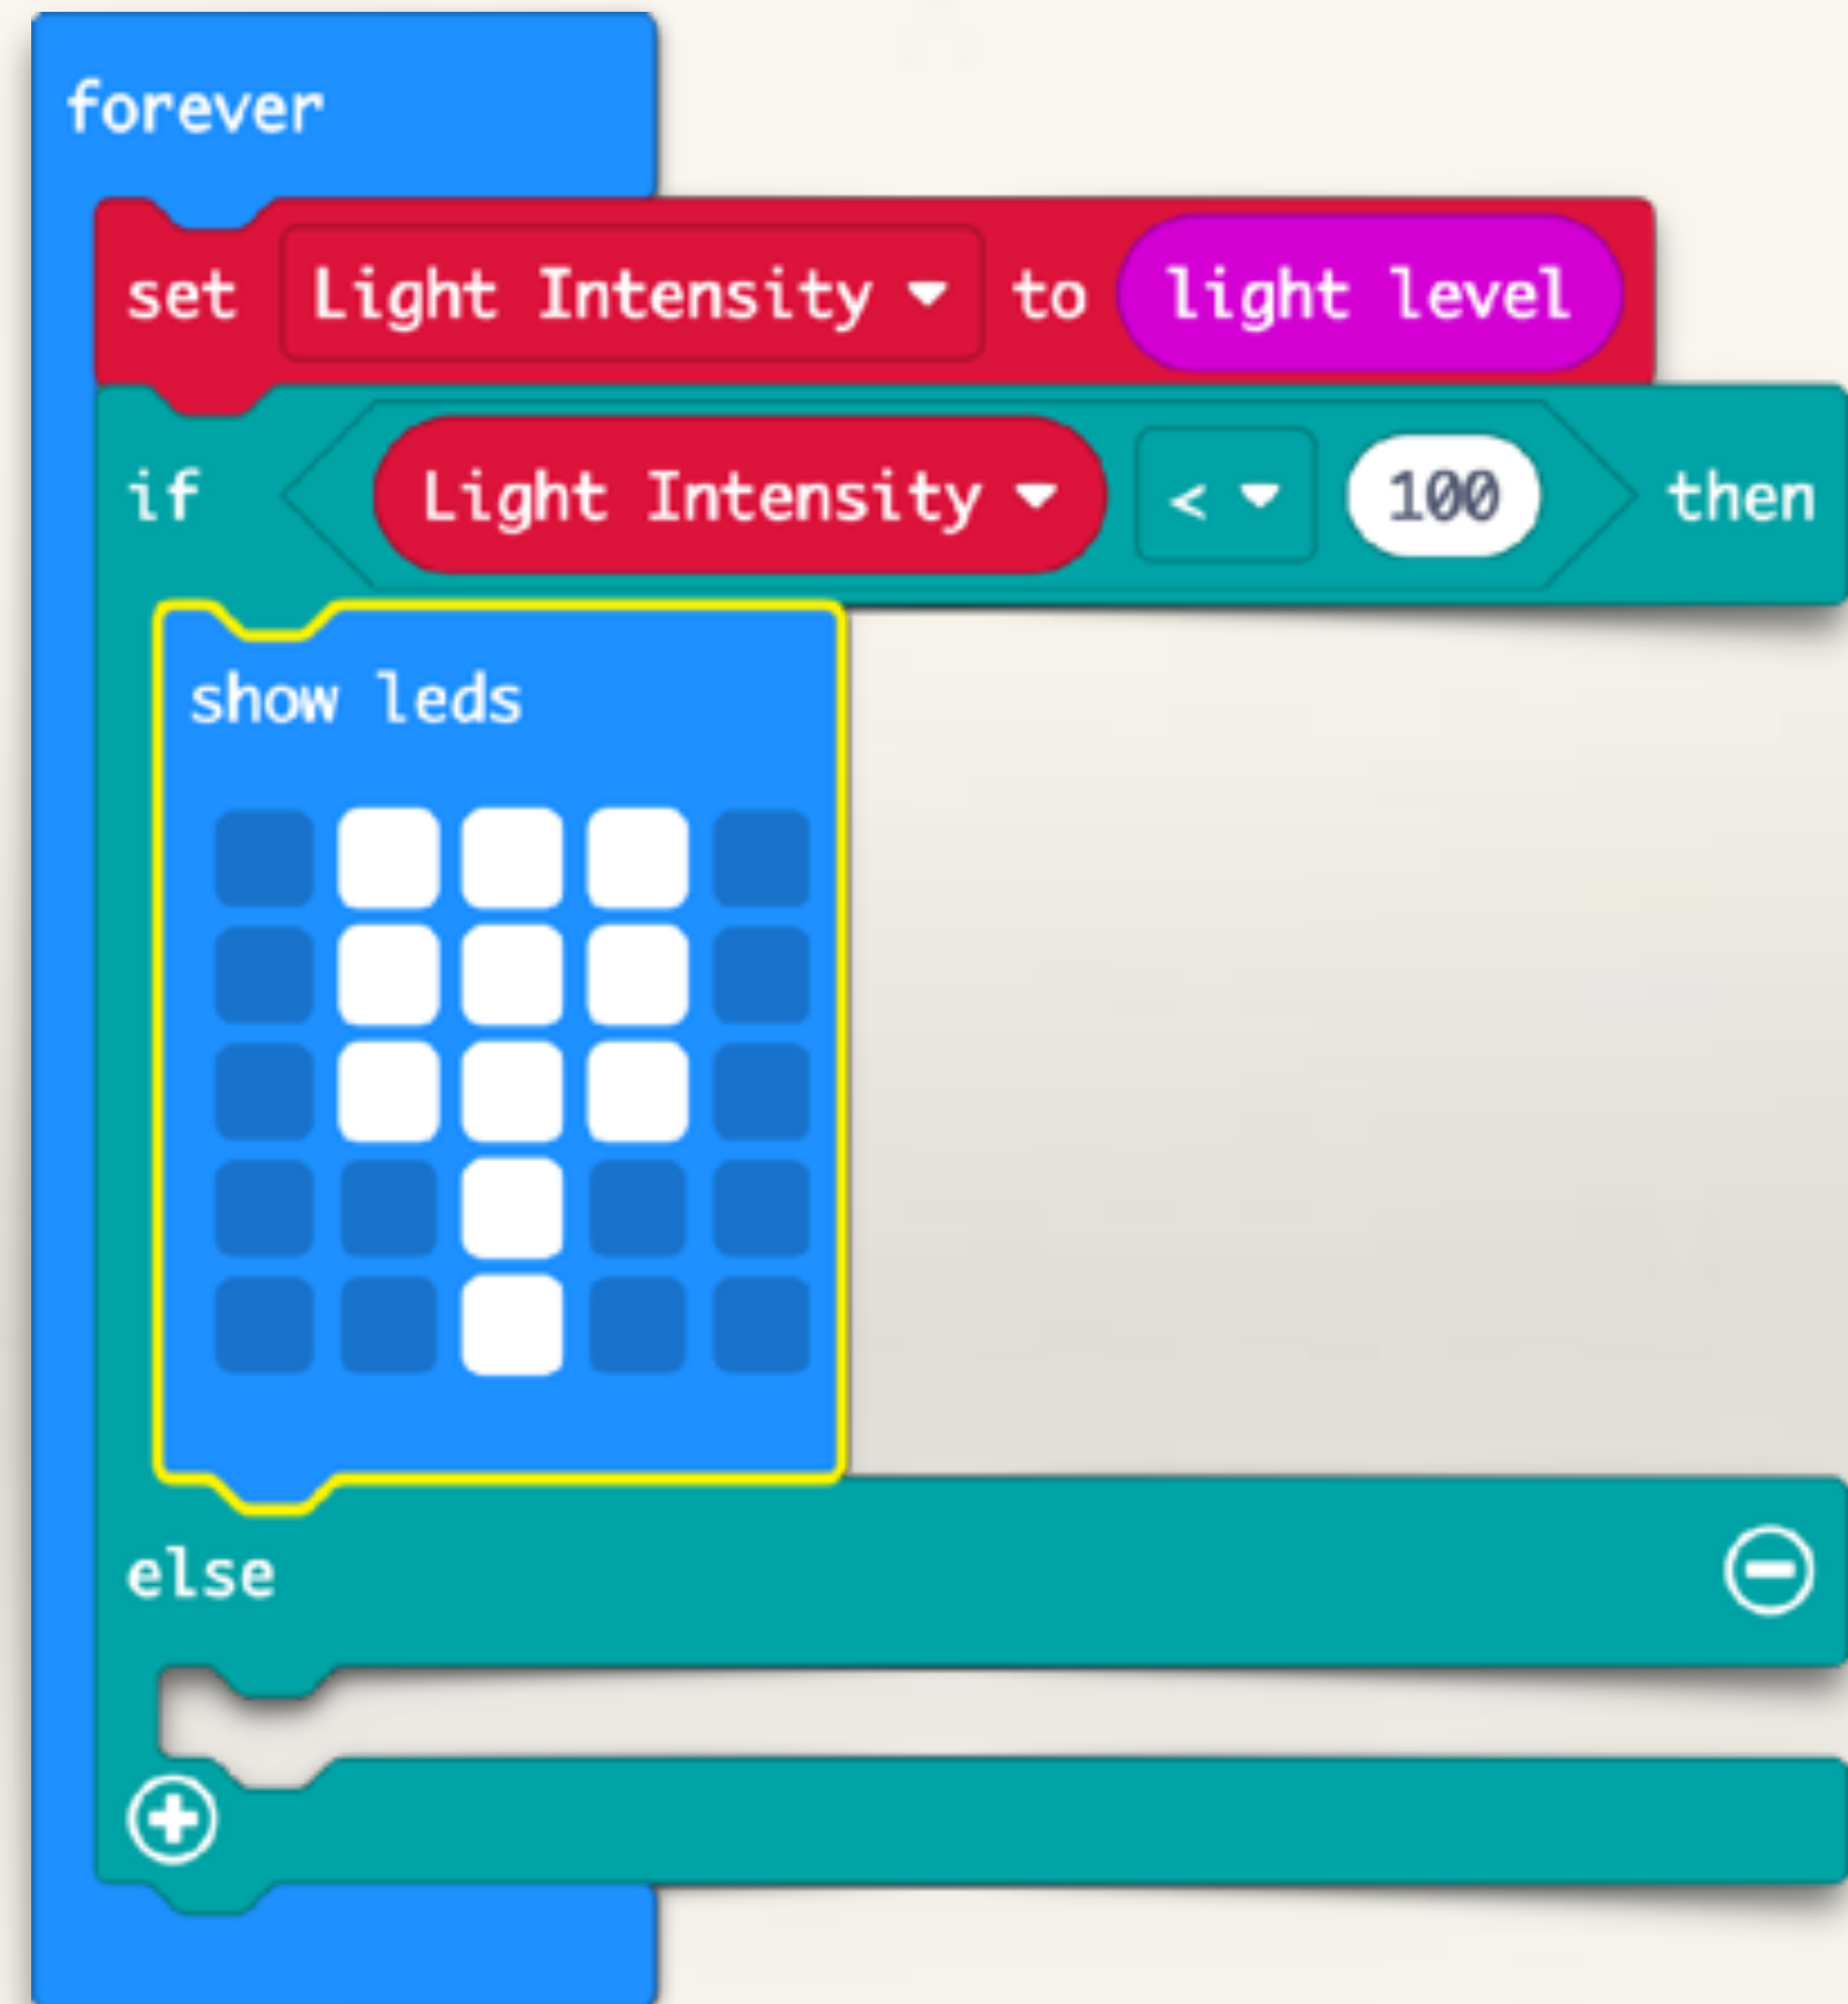 forever
set Light Intensity to light level
if Light Intensity < 100 then
show leds
else